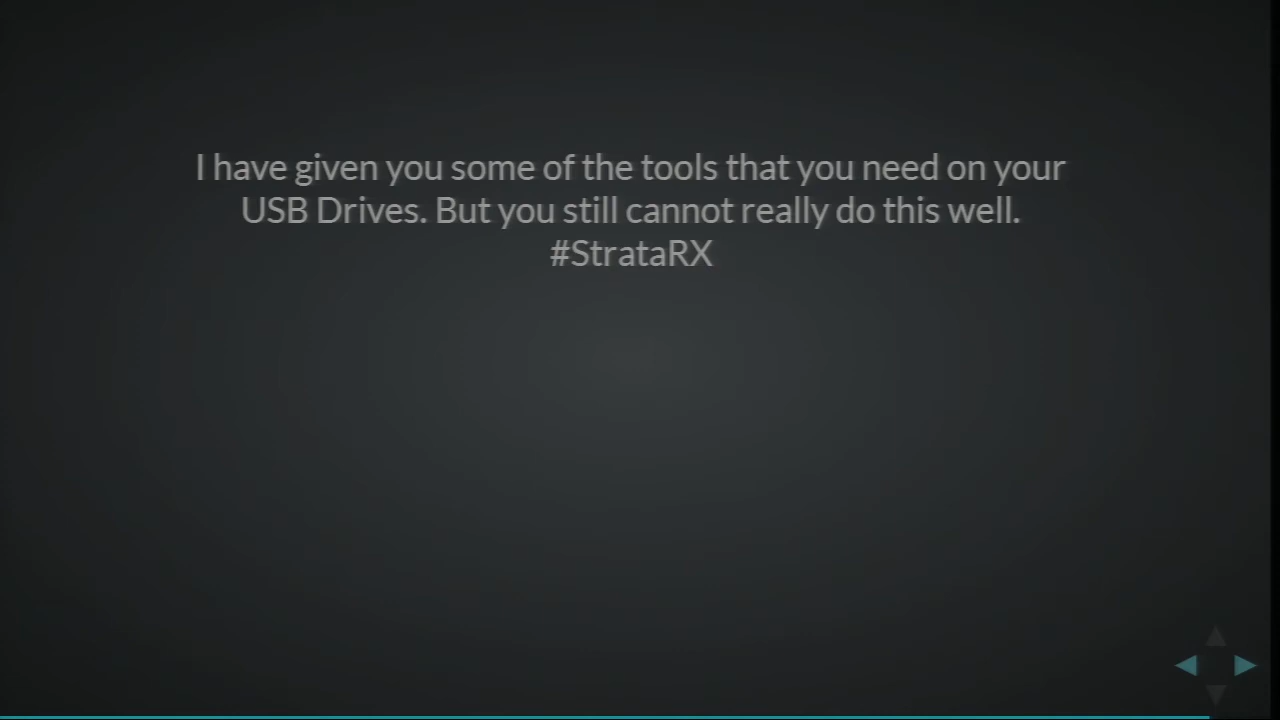 I have given you some of the tools that you need on your
USB Drives. But you still cannot really do this well.
#StrataRX